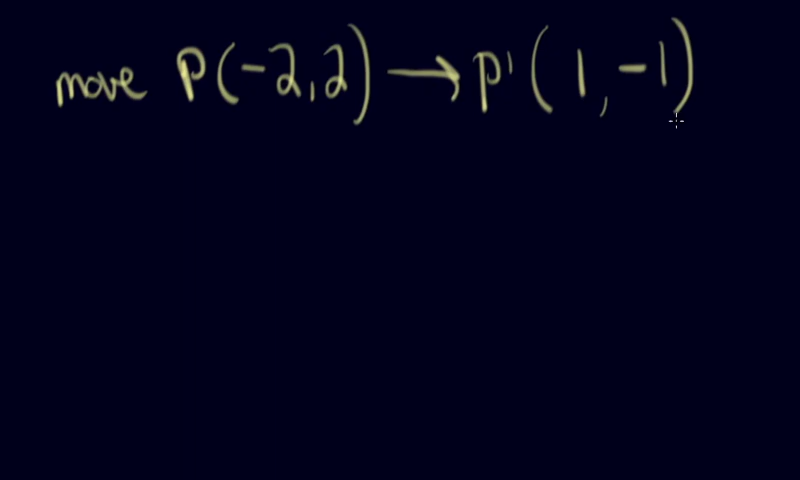 move P(-2,2) → P'(1,-1)